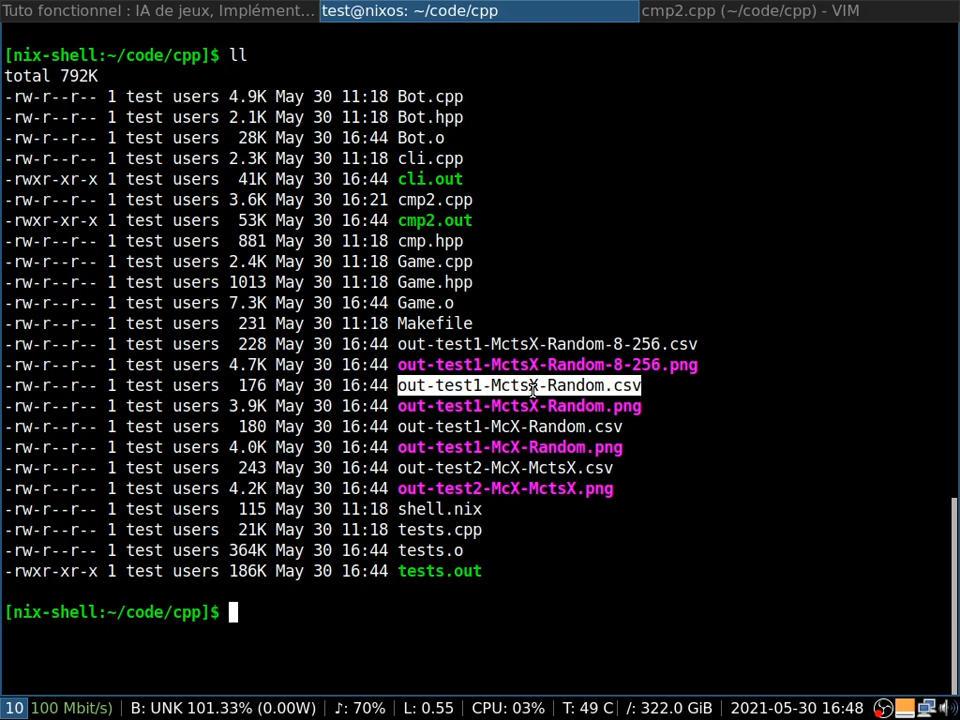 Tuto fonctionnel : IA de jeux, Implément... test@nixos: ~/code/cpp cmp2.cpp (~/code/cpp) - VIM
[nix-shell:~/code/cpp]$ ll
total 792K
-rw-r--r-- 1 test users 4.9K May 30 11:18 Bot.cpp
-rw-r--r-- 1 test users 2.1K May 30 11:18 Bot.hpp
-rw-r--r-- 1 test users  28K May 30 16:44 Bot.o
-rw-r--r-- 1 test users 2.3K May 30 11:18 cli.cpp
-rwxr-xr-x 1 test users  41K May 30 16:44 cli.out
-rw-r--r-- 1 test users 3.6K May 30 16:21 cmp2.cpp
-rwxr-xr-x 1 test users  53K May 30 16:44 cmp2.out
-rw-r--r-- 1 test users  881 May 30 11:18 cmp.hpp
-rw-r--r-- 1 test users 2.4K May 30 11:18 Game.cpp
-rw-r--r-- 1 test users 1013 May 30 11:18 Game.hpp
-rw-r--r-- 1 test users 7.3K May 30 16:44 Game.o
-rw-r--r-- 1 test users  231 May 30 11:18 Makefile
-rw-r--r-- 1 test users  228 May 30 16:44 out-test1-MctsX-Random-8-256.csv
-rw-r--r-- 1 test users 4.7K May 30 16:44 out-test1-MctsX-Random-8-256.png
-rw-r--r-- 1 test users  176 May 30 16:44 out-test1-MctsX-Random.csv
-rw-r--r-- 1 test users 3.9K May 30 16:44 out-test1-MctsX-Random.png
-rw-r--r-- 1 test users  180 May 30 16:44 out-test1-McX-Random.csv
-rw-r--r-- 1 test users 4.0K May 30 16:44 out-test1-McX-Random.png
-rw-r--r-- 1 test users  243 May 30 16:44 out-test2-McX-MctsX.csv
-rw-r--r-- 1 test users 4.2K May 30 16:44 out-test2-McX-MctsX.png
-rw-r--r-- 1 test users  115 May 30 11:18 shell.nix
-rw-r--r-- 1 test users  21K May 30 11:18 tests.cpp
-rw-r--r-- 1 test users 364K May 30 16:44 tests.o
-rwxr-xr-x 1 test users 186K May 30 16:44 tests.out
[nix-shell:~/code/cpp]$
10 100 Mbit/s) | B: UNK 101.33% (0.00W) | ♪: 70% | L: 0.55 | CPU: 03% | T: 49 C | /: 322.0 GiB | 2021-05-30 16:48